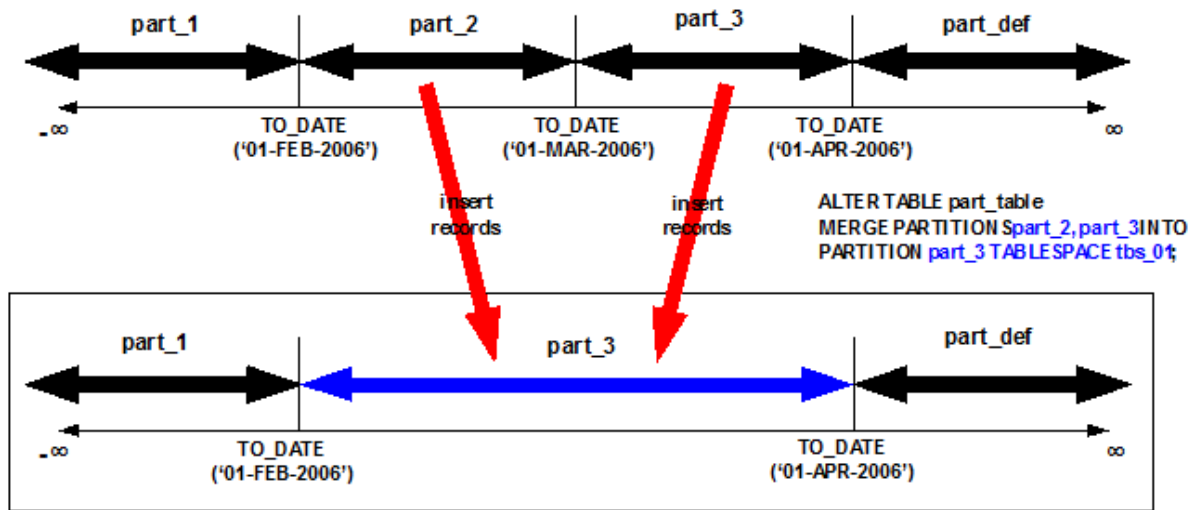 part_1 part_2 part_3 part_def
-∞ TO_DATE TO_DATE TO_DATE ∞
(‘01-FEB-2006’) (‘01-MAR-2006’) (‘01-APR-2006’)
insert
records
insert
records
ALTER TABLE part_table
MERGE PARTITIONS part_2, part_3 INTO
PARTITION part_3 TABLESPACE tbs_01;
part_1 part_3 part_def
-∞ TO_DATE TO_DATE ∞
(‘01-FEB-2006’) (‘01-APR-2006’)